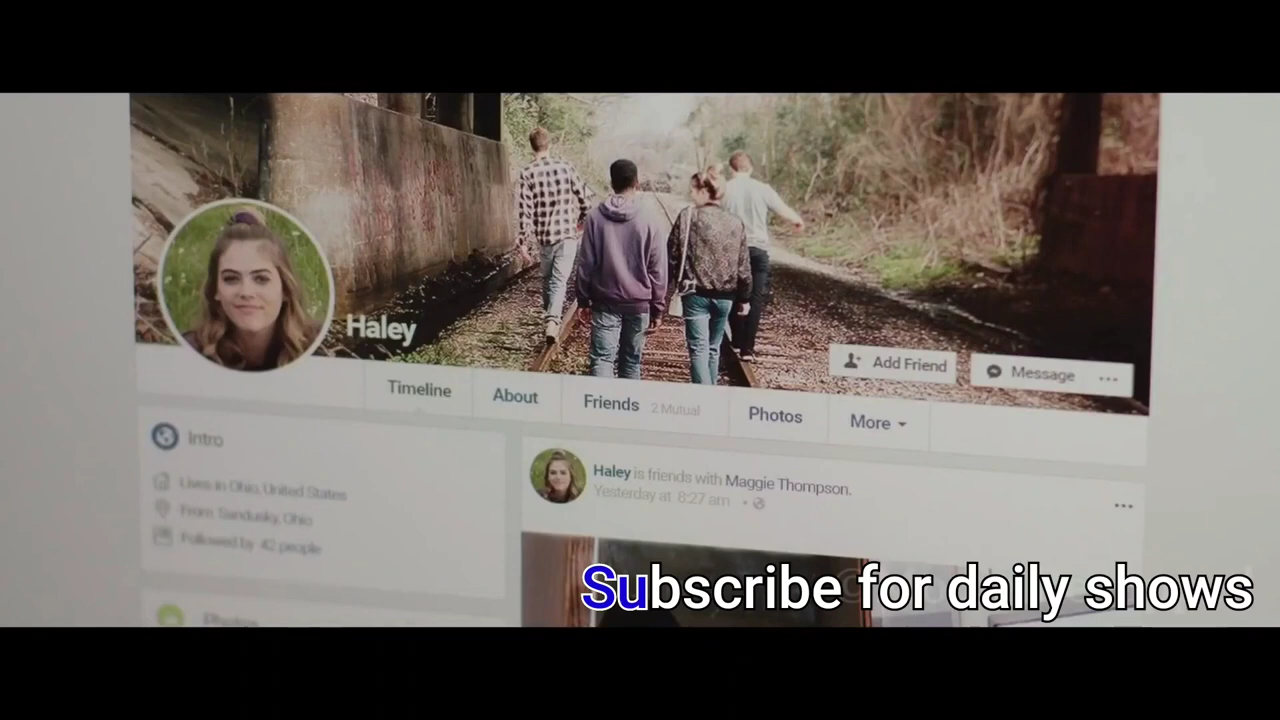 Haley
Add Friend
Message
Timeline
About
Friends 2 Mutual
Photos
More
Intro
Lives in Ohio, United States
From Sandusky, Ohio
Followed by 42 people
Photos
Haley is friends with Maggie Thompson.
Yesterday at 8:27 am
Subscribe for daily shows